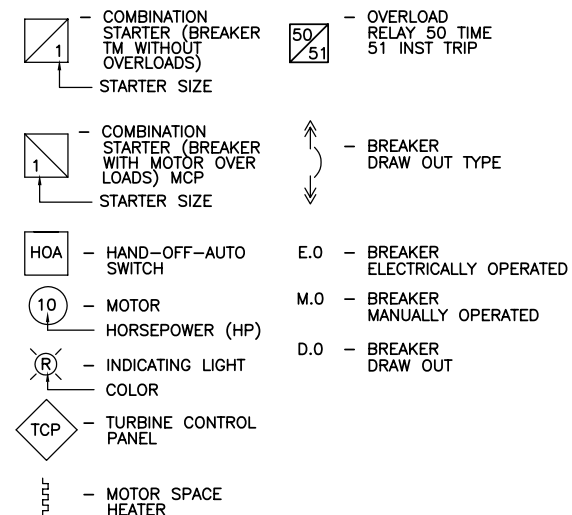 1
– COMBINATION
STARTER (BREAKER
TM WITHOUT
OVERLOADS)
STARTER SIZE
1
– COMBINATION
STARTER (BREAKER
WITH MOTOR OVER
LOADS) MCP
STARTER SIZE
HOA – HAND–OFF–AUTO
SWITCH
10 – MOTOR
HORSEPOWER (HP)
R – INDICATING LIGHT
COLOR
TCP – TURBINE CONTROL
PANEL
– MOTOR SPACE
HEATER
50/51 – OVERLOAD
RELAY 50 TIME
51 INST TRIP
– BREAKER
DRAW OUT TYPE
E.O – BREAKER
ELECTRICALLY OPERATED
M.O – BREAKER
MANUALLY OPERATED
D.O – BREAKER
DRAW OUT